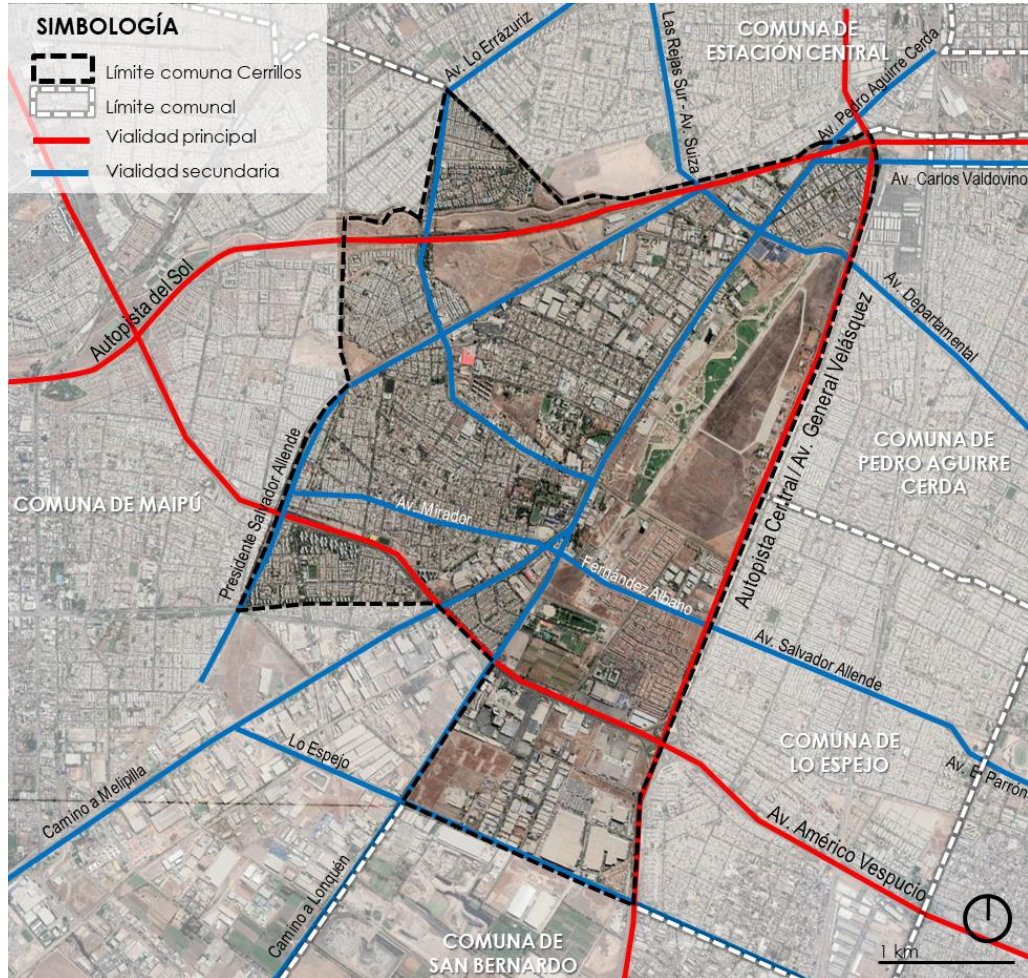 SIMBOLOGÍA
Límite comuna Cerrillos
Límite comunal
Vialidad principal
Vialidad secundaria
Av. Lo Errázuriz
Las Rejas Sur - Av. Suiza
COMUNA DE
ESTACIÓN CENTRAL
Av. Pedro Aguirre Cerda
Av. Carlos Valdovino
Autopista del Sol
Av. Departamental
Autopista Central/ Av. General Velásquez
COMUNA DE
PEDRO AGUIRRE
CERDA
COMUNA DE MAIPÚ
Presidente Salvador Allende
Av. Mirador
Fernández Albano
Av. Salvador Allende
COMUNA DE
LO ESPEJO
Av. E. Parrón
Lo Espejo
Camino a Melipilla
Av. Américo Vespucio
Camino a Lonquén
COMUNA DE
SAN BERNARDO
1 km